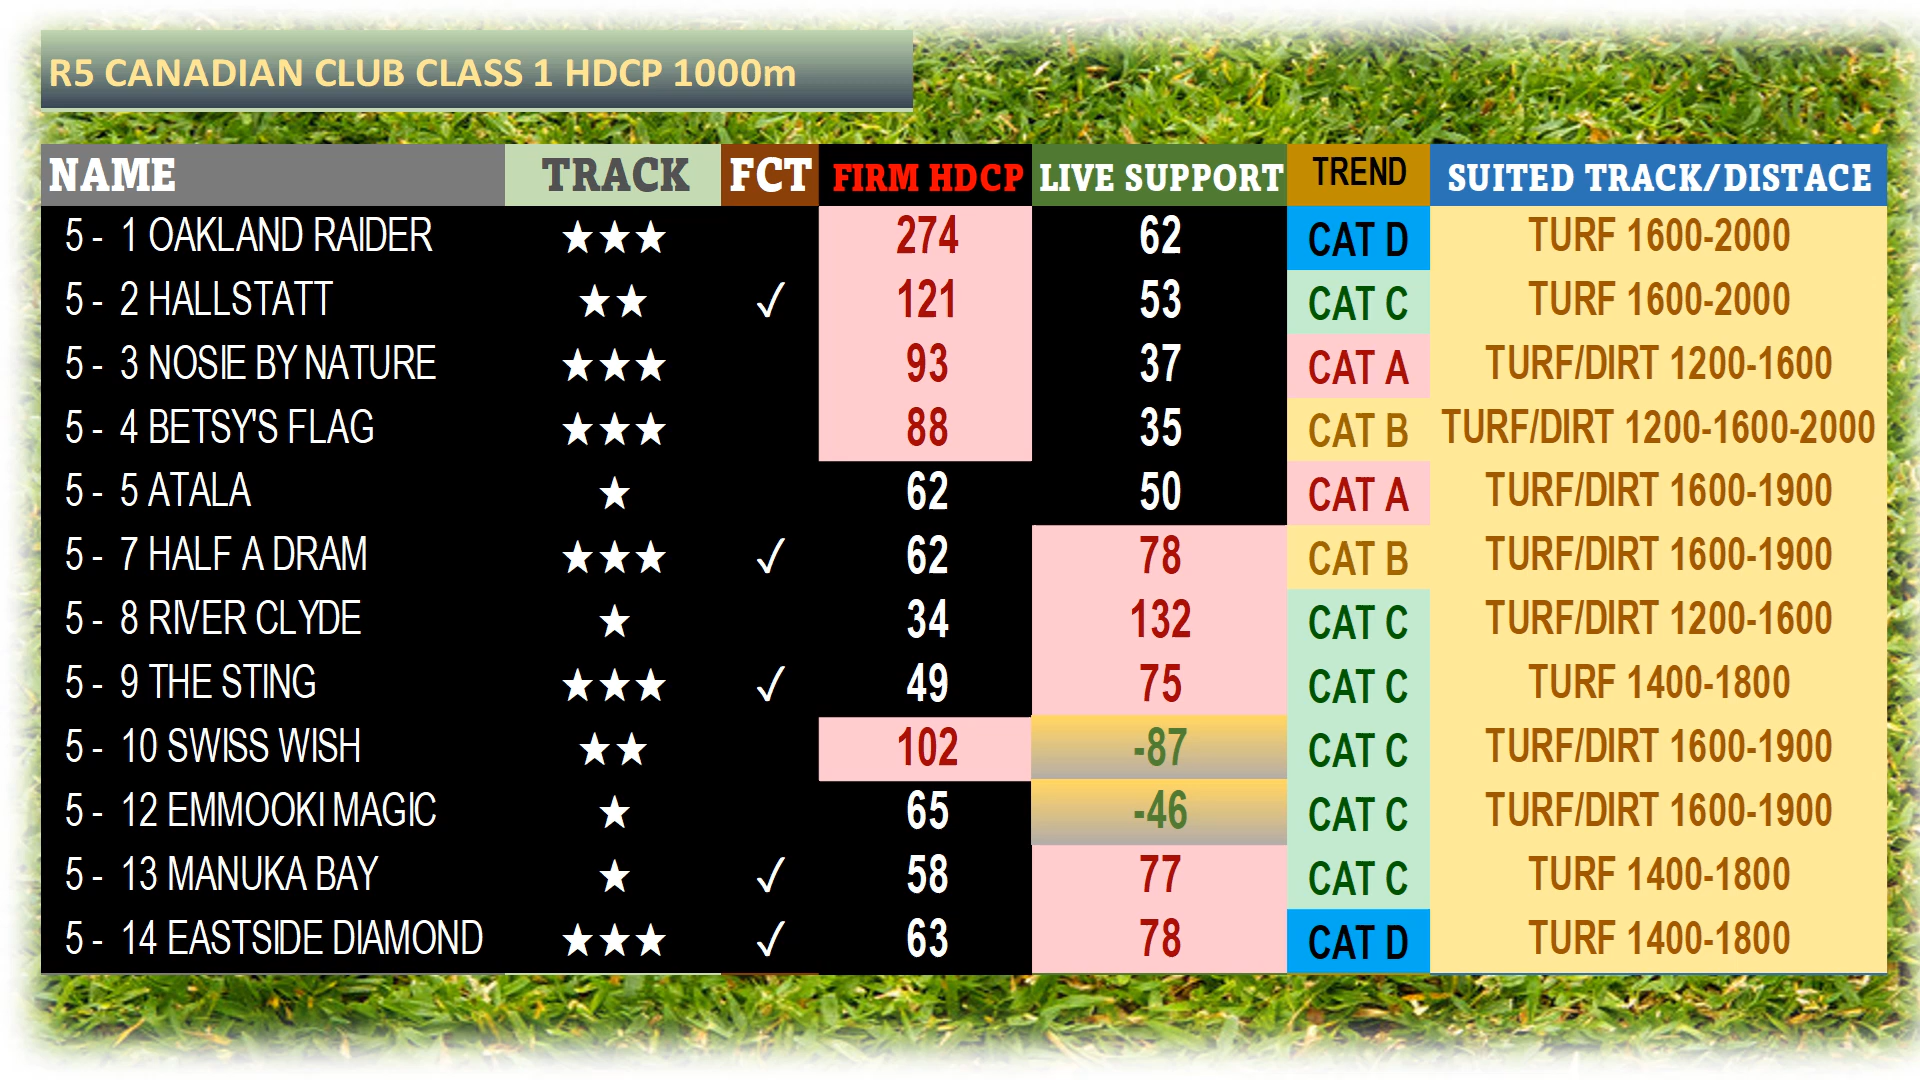 R5 CANADIAN CLUB CLASS 1 HDCP 1000m
NAME TRACK FCT FIRM HDCP LIVE SUPPORT TREND SUITED TRACK/DISTACE
5 - 1 OAKLAND RAIDER ★★★ 274 62 CAT D TURF 1600-2000
5 - 2 HALLSTATT ★★ ✓ 121 53 CAT C TURF 1600-2000
5 - 3 NOSIE BY NATURE ★★★ 93 37 CAT A TURF/DIRT 1200-1600
5 - 4 BETSY'S FLAG ★★★ 88 35 CAT B TURF/DIRT 1200-1600-2000
5 - 5 ATALA ★ 62 50 CAT A TURF/DIRT 1600-1900
5 - 7 HALF A DRAM ★★★ ✓ 62 78 CAT B TURF/DIRT 1600-1900
5 - 8 RIVER CLYDE ★ 34 132 CAT C TURF/DIRT 1200-1600
5 - 9 THE STING ★★★ ✓ 49 75 CAT C TURF 1400-1800
5 - 10 SWISS WISH ★★ 102 -87 CAT C TURF/DIRT 1600-1900
5 - 12 EMMOOKI MAGIC ★ 65 -46 CAT C TURF/DIRT 1600-1900
5 - 13 MANUKA BAY ★ ✓ 58 77 CAT C TURF 1400-1800
5 - 14 EASTSIDE DIAMOND ★★★ ✓ 63 78 CAT D TURF 1400-1800